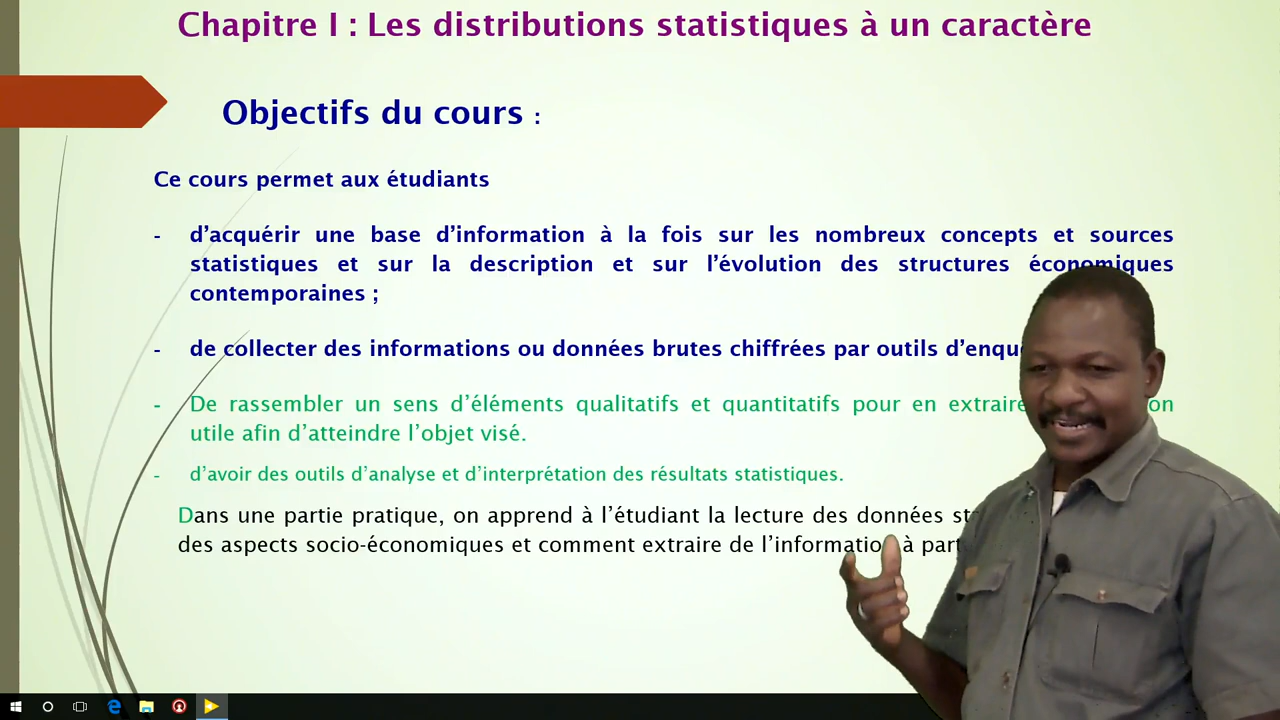 Chapitre I : Les distributions statistiques à un caractère
Objectifs du cours :
Ce cours permet aux étudiants
- d’acquérir une base d’information à la fois sur les nombreux concepts et sources
statistiques et sur la description et sur l’évolution des structures économiques
contemporaines ;
- de collecter des informations ou données brutes chiffrées par outils
- De rassembler un sens d’éléments qualitatifs et quantitatifs pour en extraire
utile afin d’atteindre l’objet visé.
- d’avoir des outils d’analyse et d’interprétation des résultats statistiques.
Dans une partie pratique, on apprend à l’étudiant la lecture des données
des aspects socio-économiques et comment extraire de l’information à